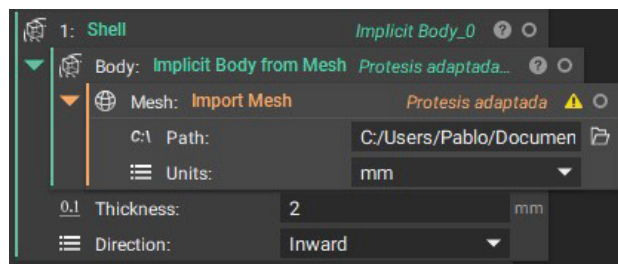 1: Shell Implicit Body_0 ?
Body: Implicit Body from Mesh Protesis adaptada... ?
Mesh: Import Mesh Protesis adaptada
C:\ Path: C:/Users/Pablo/Documen
Units: mm
0.1 Thickness: 2 mm
Direction: Inward